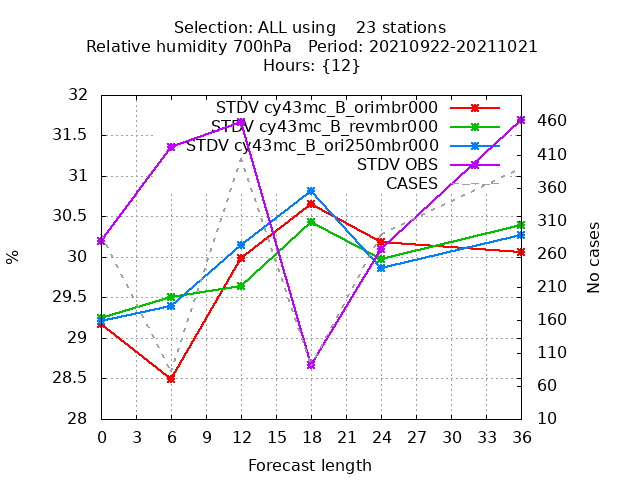 Selection: ALL using    23 stations
Relative humidity 700hPa   Period: 20210922-20211021
Hours: {12}
STDV cy43mc_B_orimbr000
STDV cy43mc_B_revmbr000
STDV cy43mc_B_ori250mbr000
STDV OBS
CASES
%
32
31.5
31
30.5
30
29.5
29
28.5
28
460
410
360
310
260
210
160
110
60
10
No cases
0 3 6 9 12 15 18 21 24 27 30 33 36
Forecast length